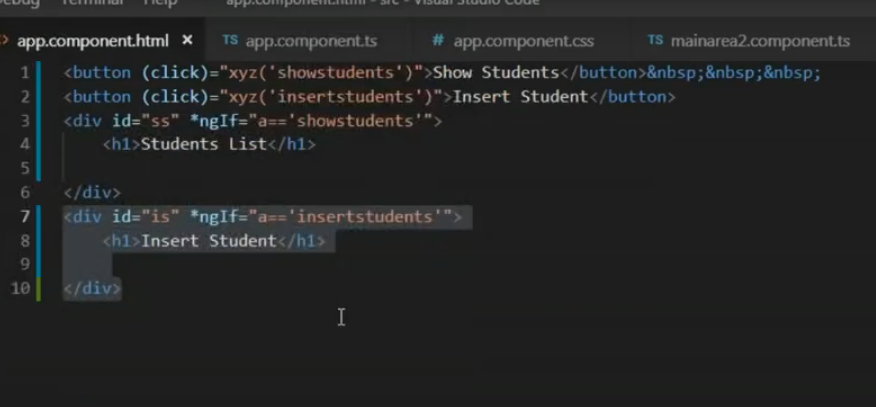 Terminal Help app.component.html - src - Visual Studio Code
app.component.html × TS app.component.ts # app.component.css TS mainarea2.component.ts
1 <button (click)="xyz('showstudents')">Show Students</button>&nbsp;&nbsp;&nbsp;
2 <button (click)="xyz('insertstudents')">Insert Student</button>
3 <div id="ss" *ngIf="a=='showstudents'">
4 <h1>Students List</h1>
5
6 </div>
7 <div id="is" *ngIf="a=='insertstudents'">
8 <h1>Insert Student</h1>
9
10 </div>